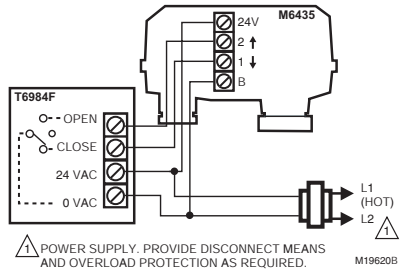 M6435
24V
2
1
B
T6984F
OPEN
CLOSE
24 VAC
0 VAC
L1
(HOT)
L2
1
1 POWER SUPPLY. PROVIDE DISCONNECT MEANS
AND OVERLOAD PROTECTION AS REQUIRED.
M19620B